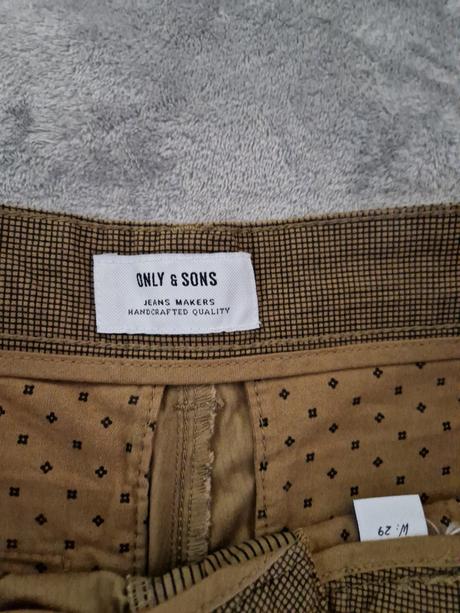 ONLY & SONS
JEANS MAKERS
HANDCRAFTED QUALITY
W: 29